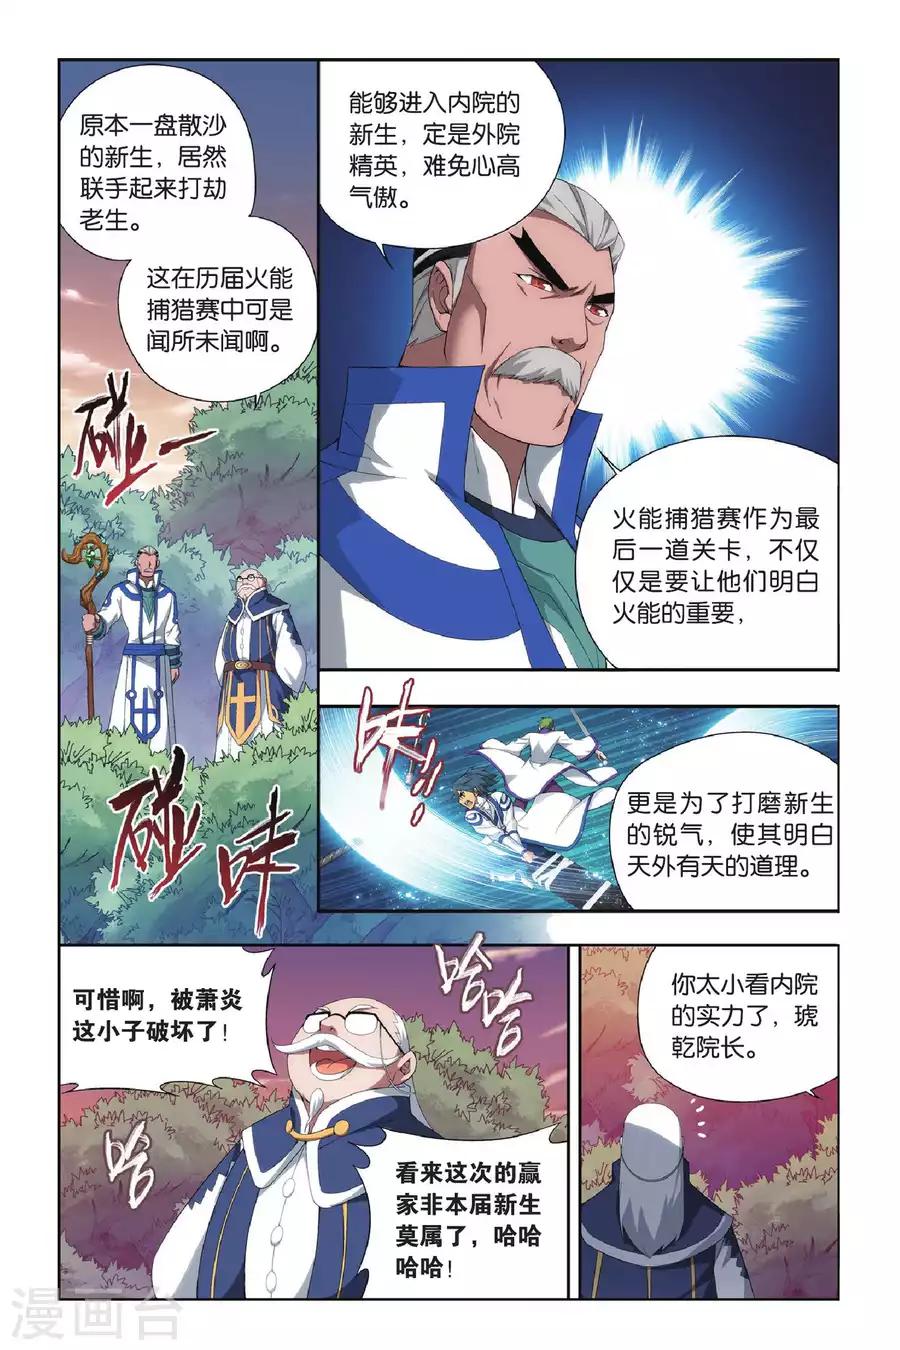 原本一盘散沙
的新生，居然
联手起来打劫
老生。
这在历届火能
捕猎赛中可是
闻所未闻啊。
碰一
碰
咔
能够进入内院的
新生，定是外院
精英，难免心高
气傲。
火能捕猎赛作为最
后一道关卡，不仅
仅是要让他们明白
火能的重要，
咔!!
更是为了打磨新生
的锐气，使其明白
天外有天的道理。
可惜啊，被萧炎
这小子破坏了！
哈
哈
哈
看来这次的赢
家非本届新生
莫属了，哈哈
哈哈！
你太小看内院
的实力了，琥
乾院长。
漫画台